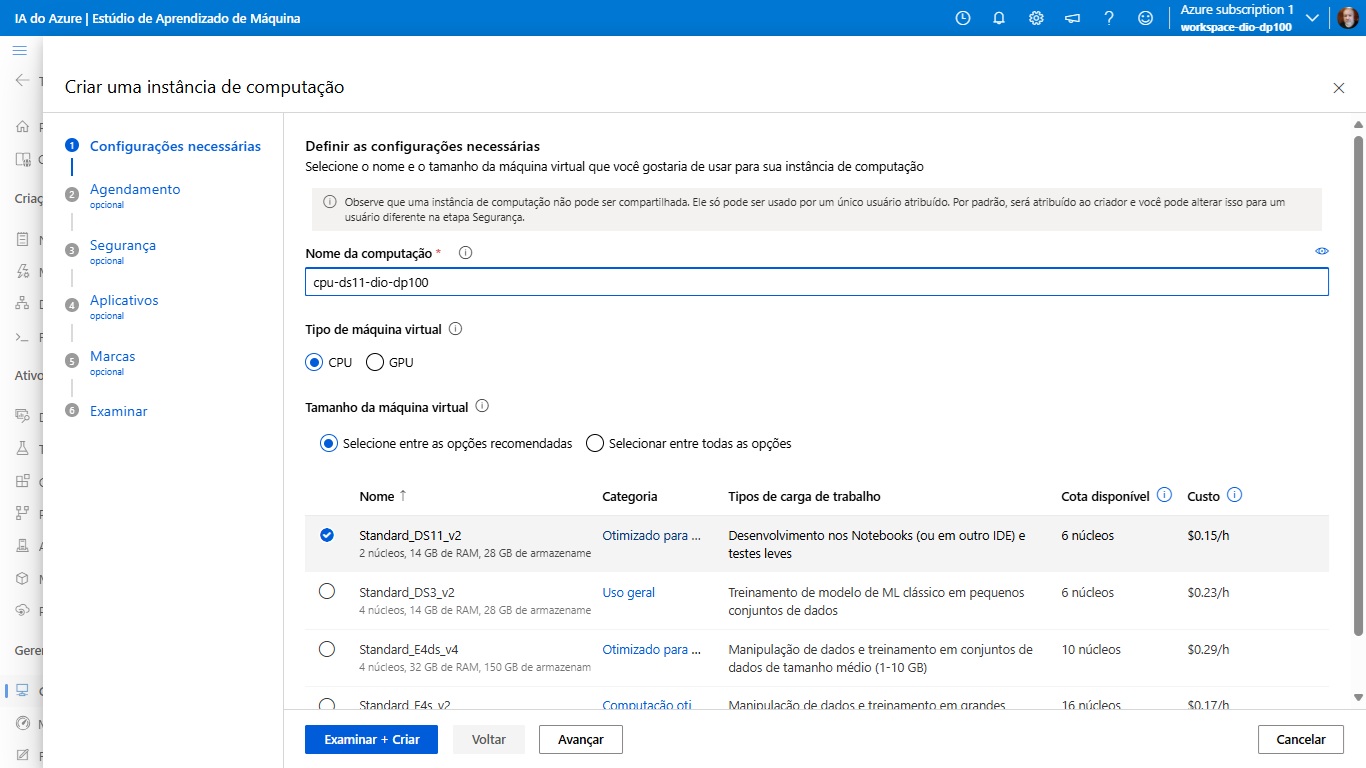 IA do Azure | Estúdio de Aprendizado de Máquina
Azure subscription 1
workspace-dio-dp100
Criar uma instância de computação
1 Configurações necessárias
2 Agendamento
opcional
3 Segurança
opcional
4 Aplicativos
opcional
5 Marcas
opcional
6 Examinar
Criaç
Ativo
Geren
Definir as configurações necessárias
Selecione o nome e o tamanho da máquina virtual que você gostaria de usar para sua instância de computação
Observe que uma instância de computação não pode ser compartilhada. Ele só pode ser usado por um único usuário atribuído. Por padrão, será atribuído ao criador e você pode alterar isso para um
usuário diferente na etapa Segurança.
Nome da computação *
cpu-ds11-dio-dp100
Tipo de máquina virtual
CPU GPU
Tamanho da máquina virtual
Selecione entre as opções recomendadas Selecionar entre todas as opções
Nome ↑ Categoria Tipos de carga de trabalho Cota disponível Custo
Standard_DS11_v2 Otimizado para ... Desenvolvimento nos Notebooks (ou em outro IDE) e 6 núcleos $0.15/h
2 núcleos, 14 GB de RAM, 28 GB de armazename testes leves
Standard_DS3_v2 Uso geral Treinamento de modelo de ML clássico em pequenos 6 núcleos $0.23/h
4 núcleos, 14 GB de RAM, 28 GB de armazename conjuntos de dados
Standard_E4ds_v4 Otimizado para ... Manipulação de dados e treinamento em conjuntos de 10 núcleos $0.29/h
4 núcleos, 32 GB de RAM, 150 GB de armazenam dados de tamanho médio (1-10 GB)
Standard_F4s_v2 Computação oti Manipulação de dados e treinamento em grandes 16 núcleos $0.17/h
Examinar + Criar Voltar Avançar Cancelar